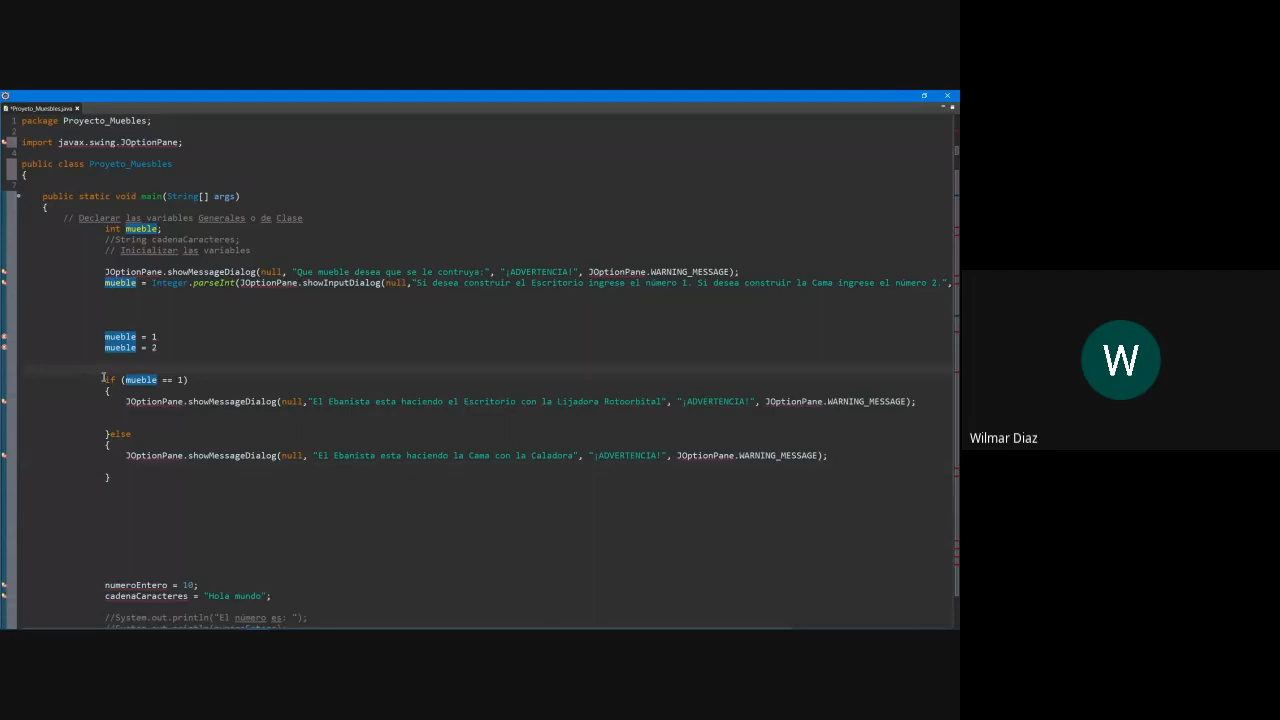 *Proyeto_Muesbles.java
1 package Proyecto_Muebles;
2
import javax.swing.JOptionPane;
4
public class Proyeto_Muesbles
{
7
public static void main(String[] args)
{
// Declarar las variables Generales o de Clase
int mueble;
//String cadenaCaracteres;
// Inicializar las variables
JOptionPane.showMessageDialog(null, "Que mueble desea que se le contruya:", "¡ADVERTENCIA!", JOptionPane.WARNING_MESSAGE);
mueble = Integer.parseInt(JOptionPane.showInputDialog(null,"Si desea construir el Escritorio ingrese el número 1. Si desea construir la Cama ingrese el número 2.",
mueble = 1
mueble = 2
if (mueble == 1)
{
JOptionPane.showMessageDialog(null,"El Ebanista esta haciendo el Escritorio con la Lijadora Rotoorbital", "¡ADVERTENCIA!", JOptionPane.WARNING_MESSAGE);
}else
{
JOptionPane.showMessageDialog(null, "El Ebanista esta haciendo la Cama con la Caladora", "¡ADVERTENCIA!", JOptionPane.WARNING_MESSAGE);
}
numeroEntero = 10;
cadenaCaracteres = "Hola mundo";
//System.out.println("El número es: ");
W
Wilmar Diaz